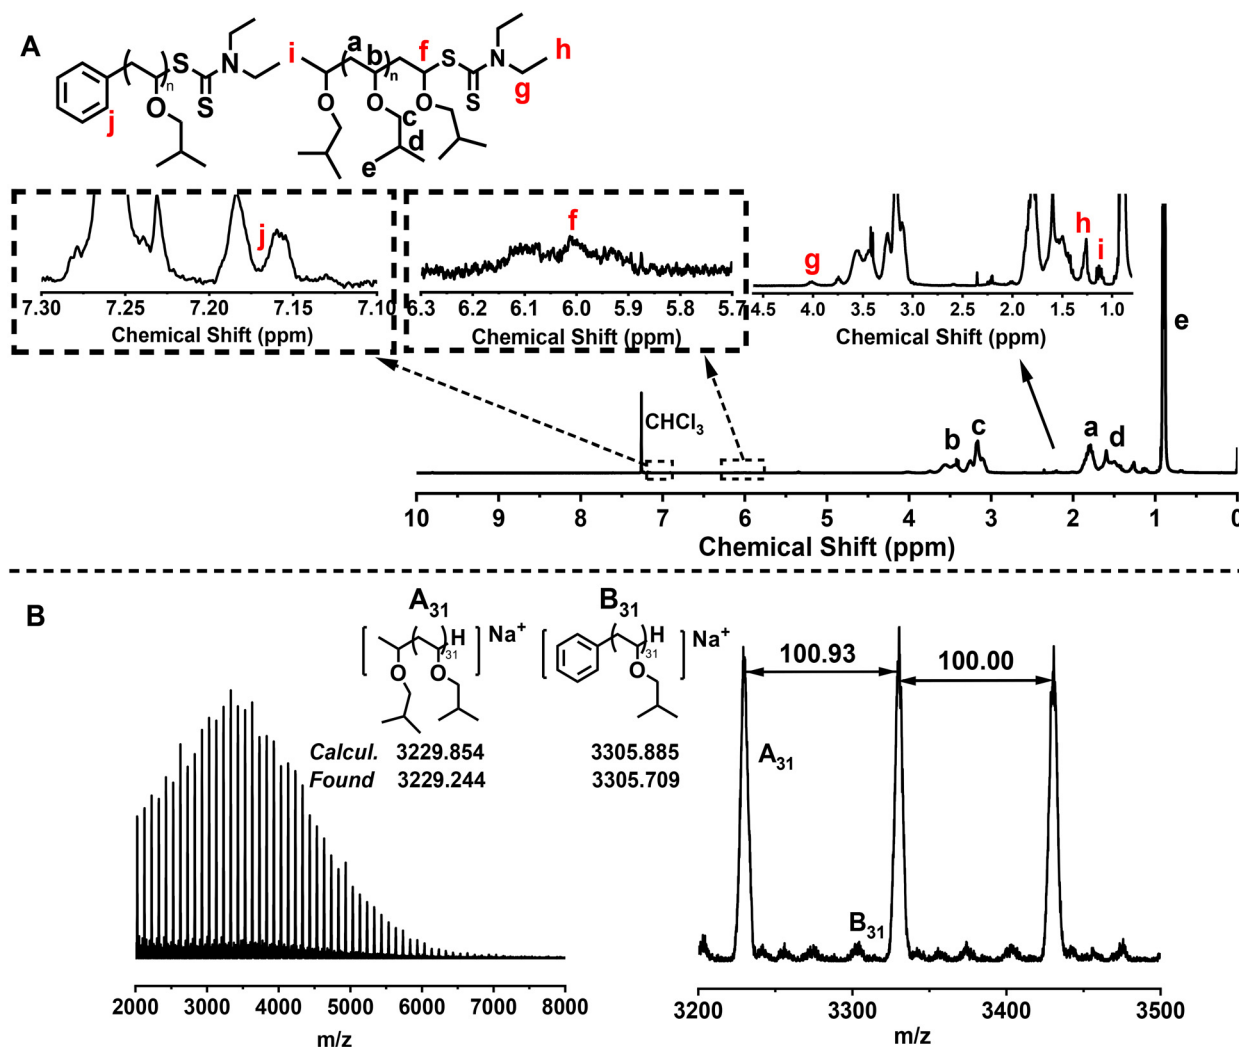 A
S
N
S
O
n
j
i
a
b
n
f
S
N
h
S
g
O
O
O
c
d
e
j
7.30 7.25 7.20 7.15 7.10
Chemical Shift (ppm)
f
6.3 6.2 6.1 6.0 5.9 5.8 5.7
Chemical Shift (ppm)
g
h
i
4.5 4.0 3.5 3.0 2.5 2.0 1.5 1.0
Chemical Shift (ppm)
e
CHCl3
b
c
a
d
10 9 8 7 6 5 4 3 2 1 0
Chemical Shift (ppm)
B
A31
H
31
O
O
Na+
B31
H
31
O
Na+
Calcul. 3229.854 3305.885
Found 3229.244 3305.709
2000 3000 4000 5000 6000 7000 8000
m/z
100.93
100.00
A31
B31
3200 3300 3400 3500
m/z